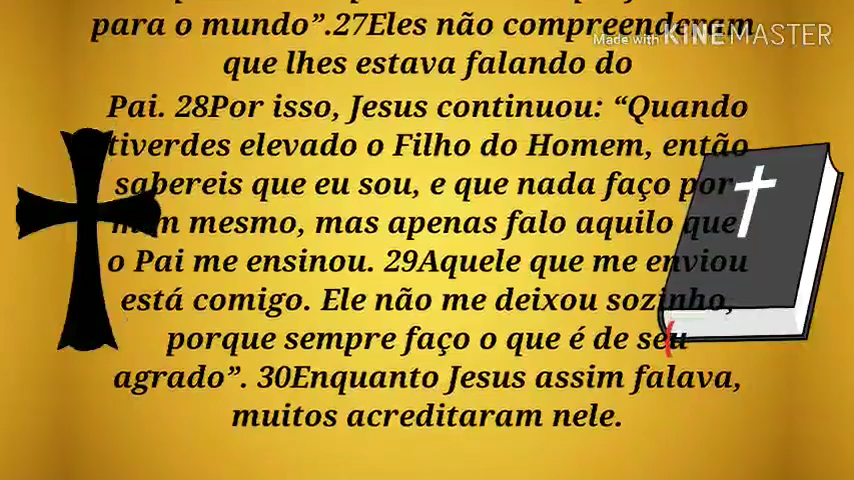 para o mundo”.27Eles não compreenderam
Made with KINEMASTER
que lhes estava falando do
Pai. 28Por isso, Jesus continuou: “Quando
tiverdes elevado o Filho do Homem, então
sabereis que eu sou, e que nada faço por
mim mesmo, mas apenas falo aquilo que
o Pai me ensinou. 29Aquele que me enviou
está comigo. Ele não me deixou sozinho,
porque sempre faço o que é de seu
agrado”. 30Enquanto Jesus assim falava,
muitos acreditaram nele.